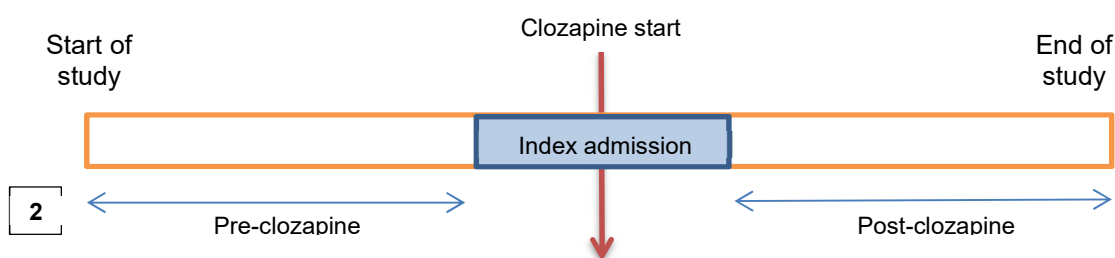 Clozapine start
Start of
study
End of
study
Index admission
2
Pre-clozapine
Post-clozapine